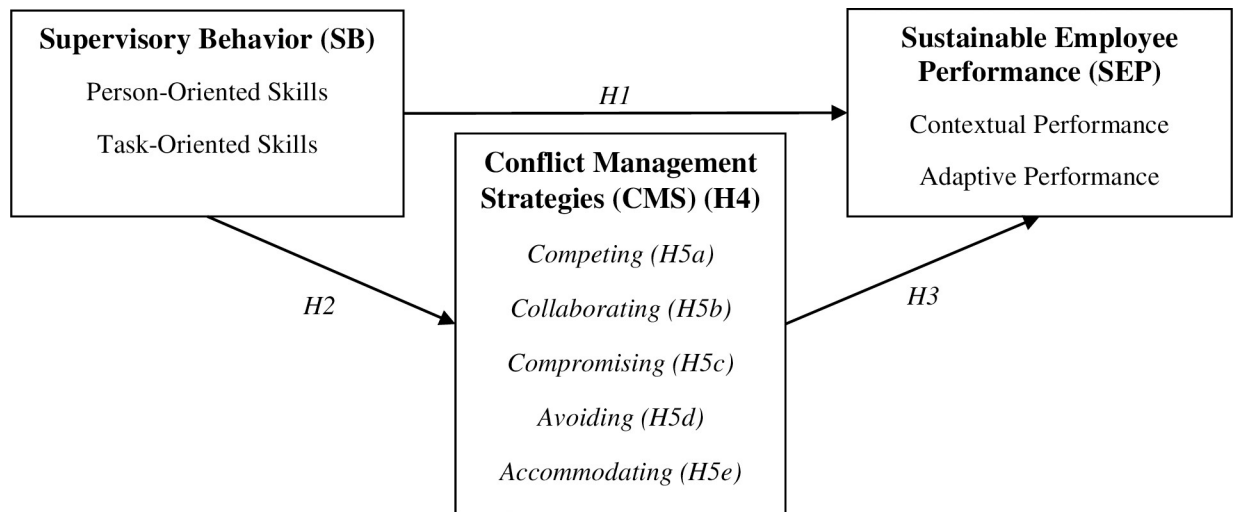 Supervisory Behavior (SB)
Person-Oriented Skills
Task-Oriented Skills
H1
Sustainable Employee
Performance (SEP)
Contextual Performance
Adaptive Performance
Conflict Management
Strategies (CMS) (H4)
Competing (H5a)
Collaborating (H5b)
Compromising (H5c)
Avoiding (H5d)
Accommodating (H5e)
H2
H3